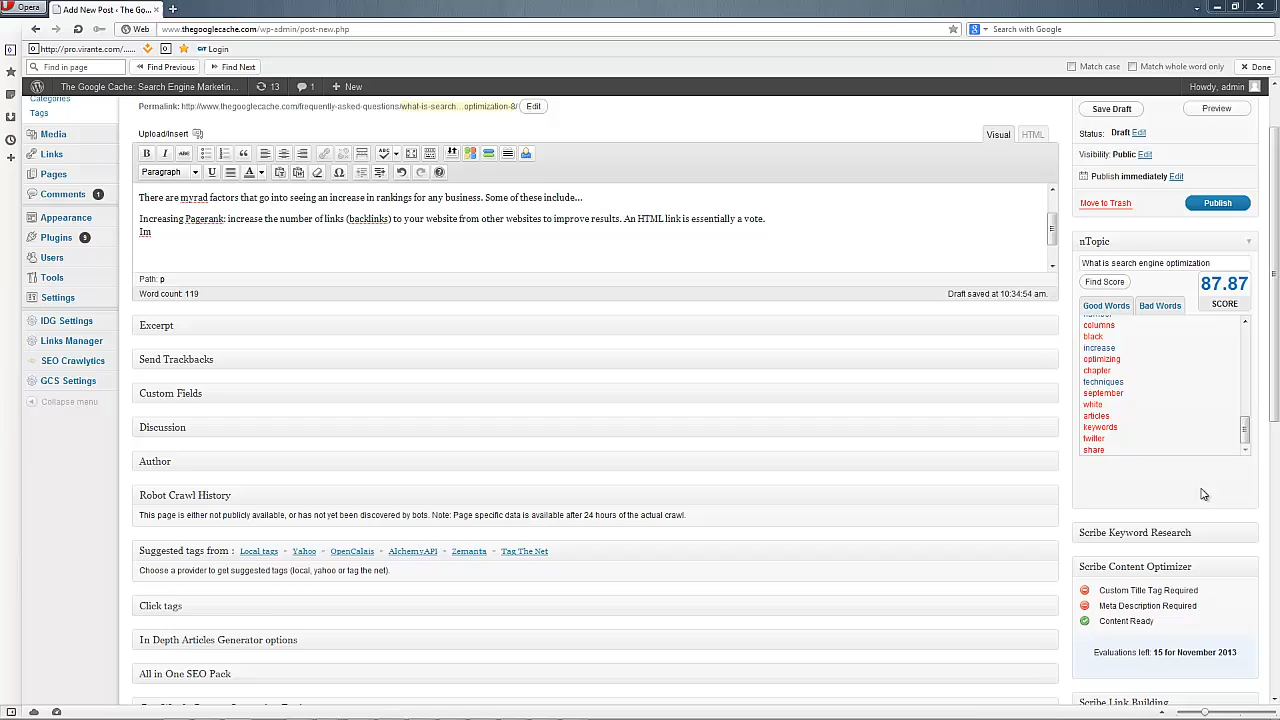 Opera
Add New Post ‹ The Go...
Web
www.thegooglecache.com/wp-admin/post-new.php
Search with Google
http://pro.virante.com/.....
GIT Login
Find in page
Find Previous
Find Next
Match case
Match whole word only
Done
The Google Cache: Search Engine Marketin...
13
1
+ New
Howdy, admin
Categories
Tags
Media
Links
Pages
Comments 1
Appearance
Plugins
Users
Tools
Settings
IDG Settings
Links Manager
SEO Crawlytics
GCS Settings
Collapse menu
Permalink: http://www.thegooglecache.com/frequently-asked-questions/what-is-search...optimization-8/ Edit
Upload/Insert
Visual
HTML
Paragraph
There are myrad factors that go into seeing an increase in rankings for any business. Some of these include...
Increasing Pagerank: increase the number of links (backlinks) to your website from other websites to improve results. An HTML link is essentially a vote.
Im
Path: p
Word count: 119
Draft saved at 10:34:54 am.
Excerpt
Send Trackbacks
Custom Fields
Discussion
Author
Robot Crawl History
This page is either not publicly available, or has not yet been discovered by bots. Note: Page specific data is available after 24 hours of the actual crawl.
Suggested tags from : Local tags - Yahoo - OpenCalais - AlchemyAPI - Zemanta - Tag The Net
Choose a provider to get suggested tags (local, yahoo or tag the net).
Click tags
In Depth Articles Generator options
All in One SEO Pack
Save Draft
Preview
Status: Draft Edit
Visibility: Public Edit
Publish immediately Edit
Move to Trash
Publish
nTopic
What is search engine optimization
Find Score
87.87
SCORE
Good Words
Bad Words
number
columns
black
increase
optimizing
chapter
techniques
september
white
articles
keywords
twitter
share
Scribe Keyword Research
Scribe Content Optimizer
Custom Title Tag Required
Meta Description Required
Content Ready
Evaluations left: 15 for November 2013
Scribe Link Building